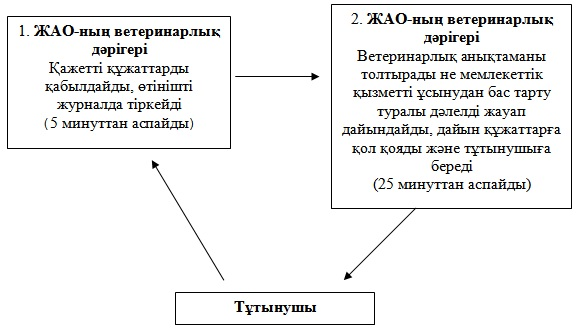 1. ЖАО-ның ветеринарлық
дәрігері
Қажетті құжаттарды
қабылдайды, өтінішті
журналда тіркейді
(5 минуттан аспайды)
2. ЖАО-ның ветеринарлық
дәрігері
Ветеринарлық анықтаманы
толтырады не мемлекеттік
қызметті ұсынудан бас тарту
туралы дәлелді жауап
дайындайды, дайын құжаттарға
қол қояды және тұтынушыға
береді
(25 минуттан аспайды)
Тұтынушы